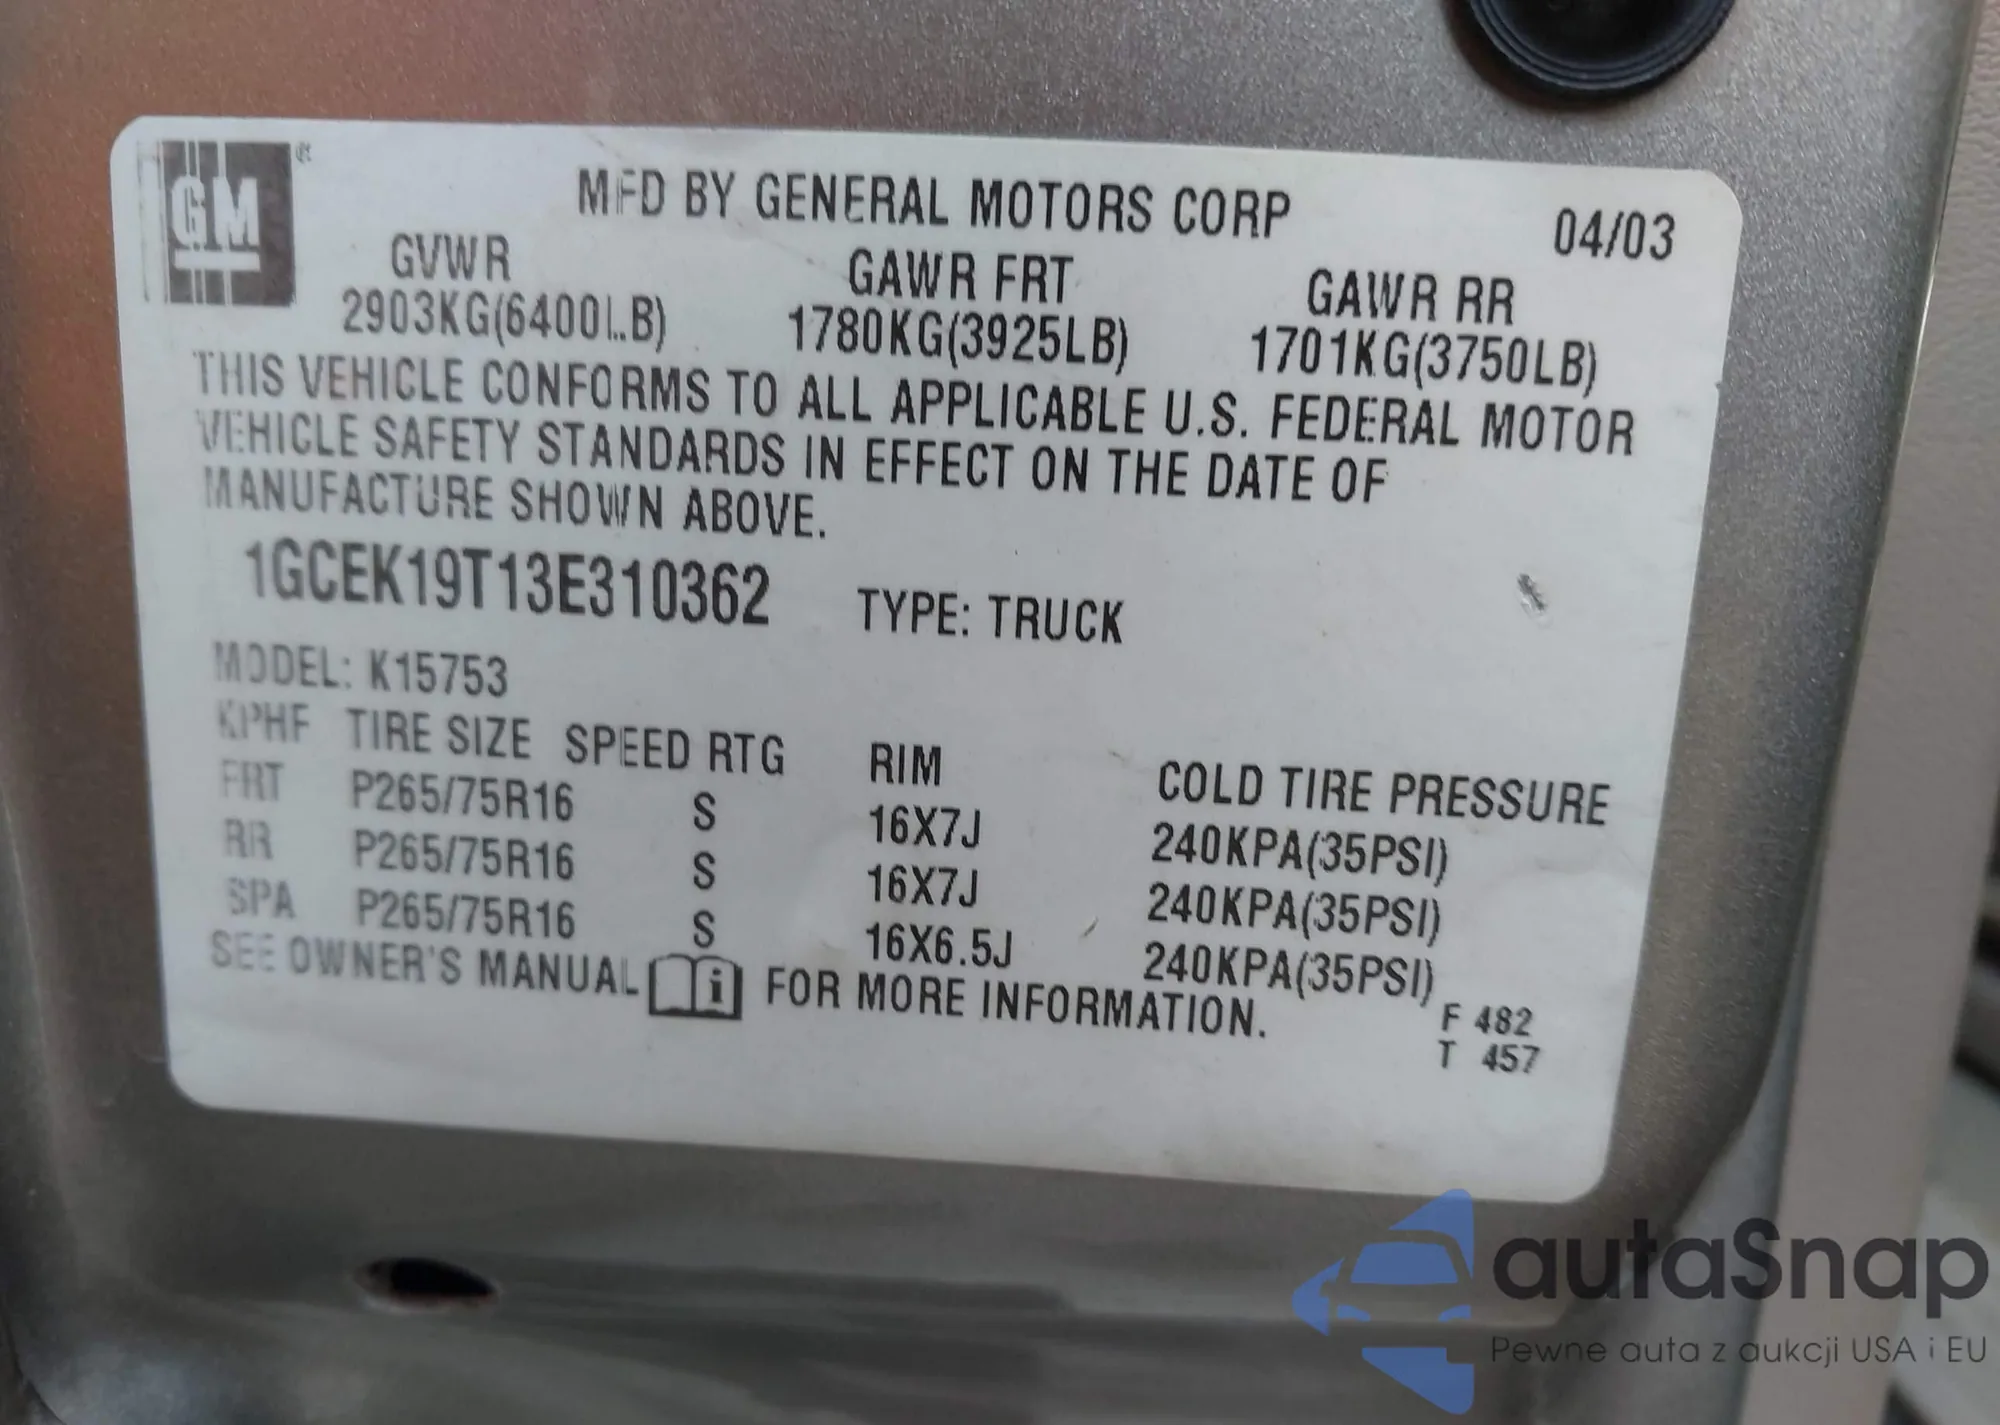 GM
MFD BY GENERAL MOTORS CORP 04/03
GVWR GAWR FRT GAWR RR
2903KG(6400LB) 1780KG(3925LB) 1701KG(3750LB)
THIS VEHICLE CONFORMS TO ALL APPLICABLE U.S. FEDERAL MOTOR
VEHICLE SAFETY STANDARDS IN EFFECT ON THE DATE OF
MANUFACTURE SHOWN ABOVE.
1GCEK19T13E310362 TYPE: TRUCK
MODEL: K15753
KPHF TIRE SIZE SPEED RTG RIM COLD TIRE PRESSURE
FRT P265/75R16 S 16X7J 240KPA(35PSI)
RR P265/75R16 S 16X7J 240KPA(35PSI)
SPA P265/75R16 S 16X6.5J 240KPA(35PSI)
SEE OWNER'S MANUAL i FOR MORE INFORMATION.
F 482
T 457
autaSnap
Pewne auta z aukcji USA i EU